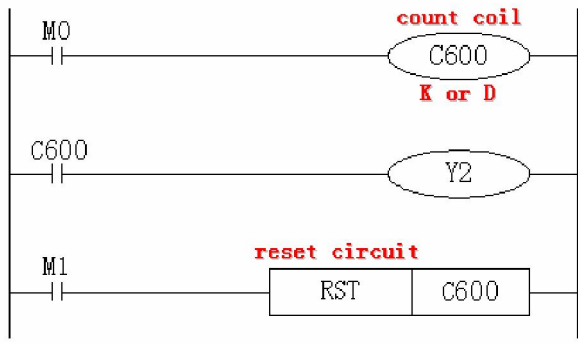 count coil
M0
C600
K or D
C600
Y2
reset circuit
M1
RST C600